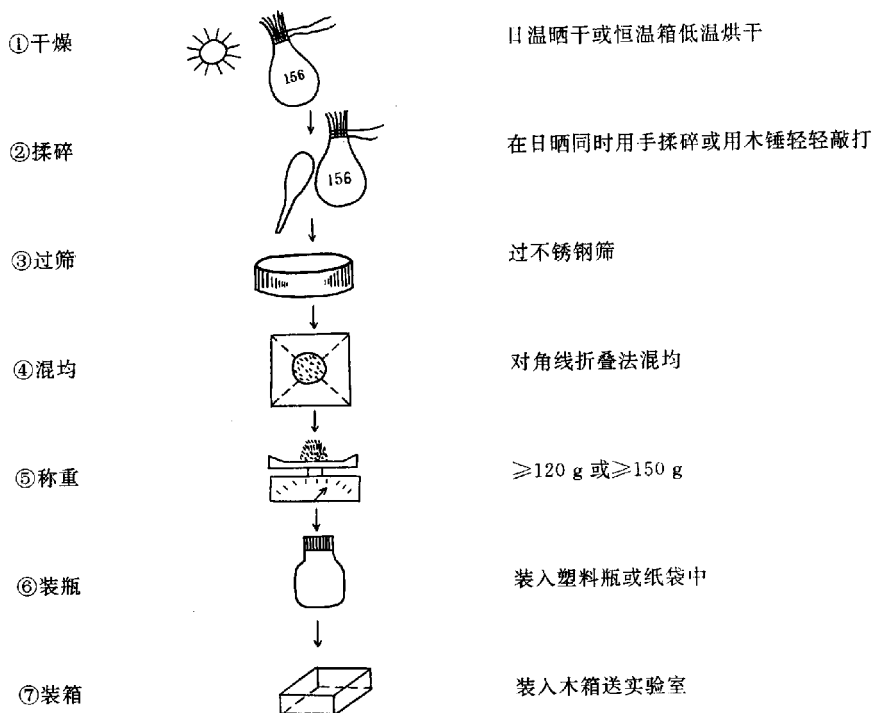 ①干燥
156
日温晒干或恒温箱低温烘干
②揉碎
156
在日晒同时用手揉碎或用木锤轻轻敲打
③过筛
过不锈钢筛
④混均
对角线折叠法混均
⑤称重
≥120 g 或≥150 g
⑥装瓶
装入塑料瓶或纸袋中
⑦装箱
装入木箱送实验室